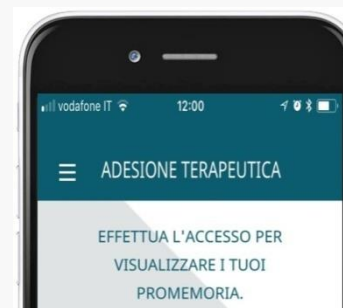 vodafone IT 12:00
ADESIONE TERAPEUTICA
EFFETTUA L'ACCESSO PER
VISUALIZZARE I TUOI
PROMEMORIA.